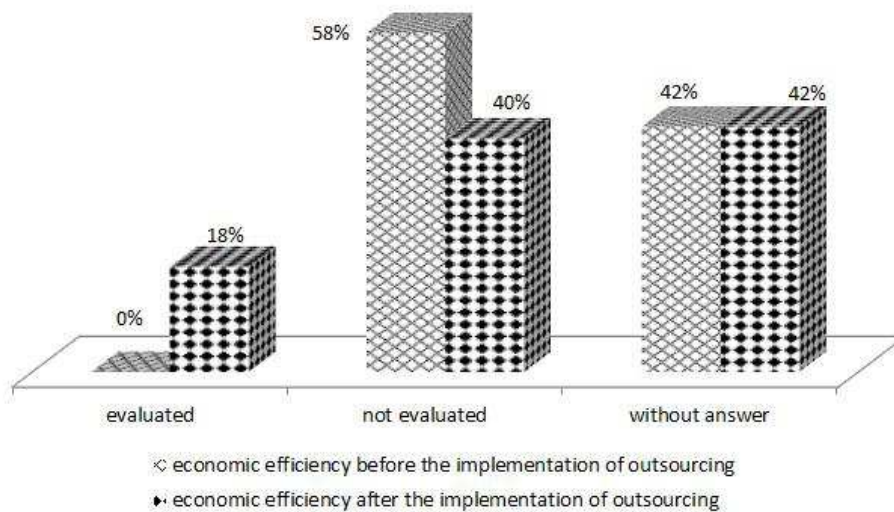 58%
40%
42% 42%
18%
0%
evaluated not evaluated without answer
economic efficiency before the implementation of outsourcing
economic efficiency after the implementation of outsourcing